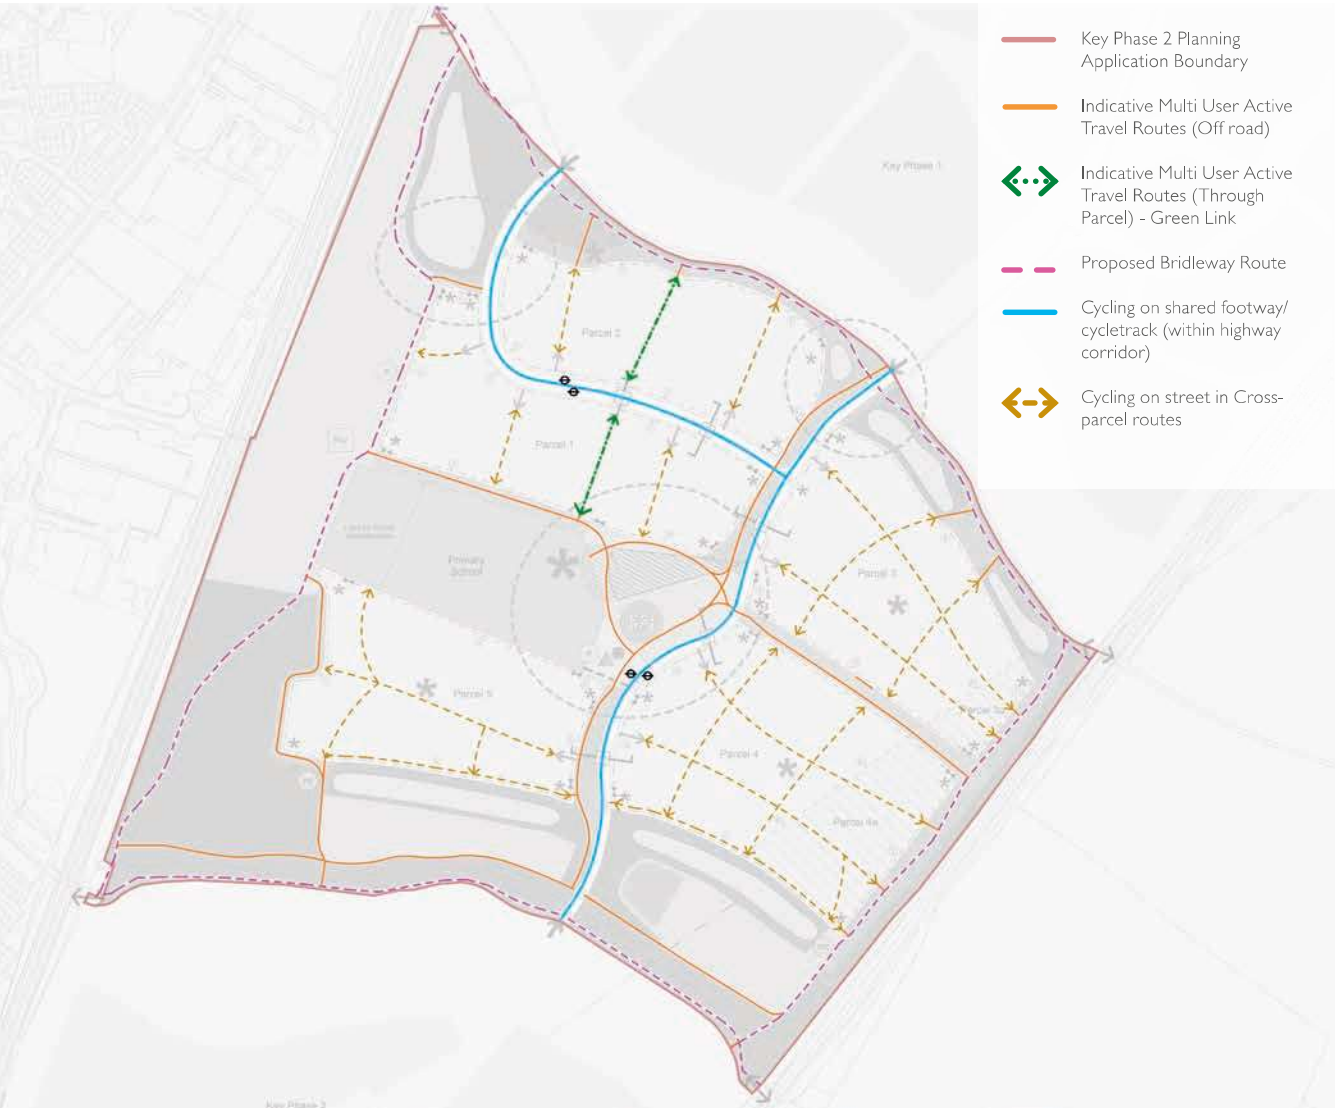 Key Phase 2 Planning
Application Boundary
Indicative Multi User Active
Travel Routes (Off road)
Indicative Multi User Active
Travel Routes (Through
Parcel) - Green Link
Proposed Bridleway Route
Cycling on shared footway/
cycletrack (within highway
corridor)
Cycling on street in Cross-
parcel routes
Key Phase 1
Parcel 2
Parcel 1
Primary
School
Parcel 3
Parcel 5
Parcel 4
Parcel 4a
Key Phase 3